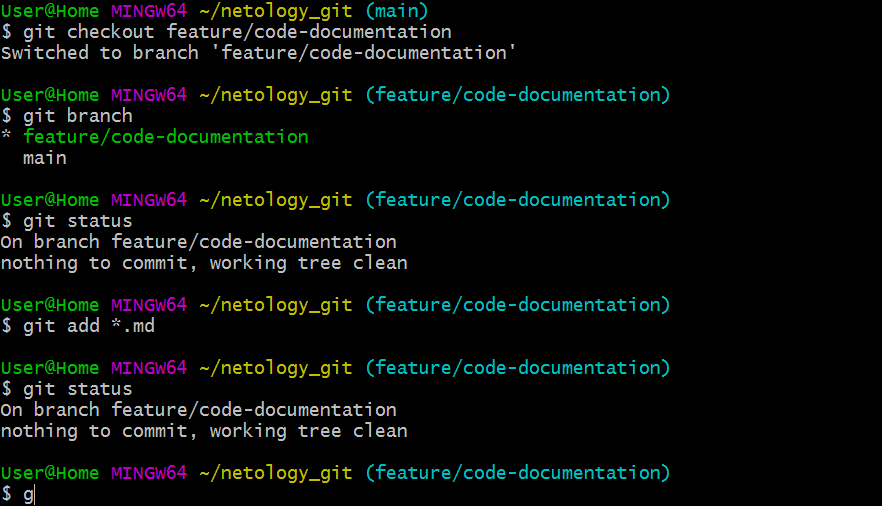 User@Home MINGW64 ~/netology_git (main)
$ git checkout feature/code-documentation
Switched to branch 'feature/code-documentation'
User@Home MINGW64 ~/netology_git (feature/code-documentation)
$ git branch
* feature/code-documentation
  main
User@Home MINGW64 ~/netology_git (feature/code-documentation)
$ git status
On branch feature/code-documentation
nothing to commit, working tree clean
User@Home MINGW64 ~/netology_git (feature/code-documentation)
$ git add *.md
User@Home MINGW64 ~/netology_git (feature/code-documentation)
$ git status
On branch feature/code-documentation
nothing to commit, working tree clean
User@Home MINGW64 ~/netology_git (feature/code-documentation)
$ g